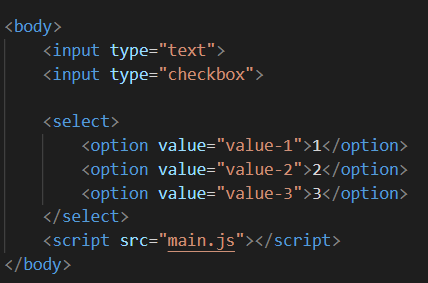 <body>
<input type="text">
<input type="checkbox">
<select>
<option value="value-1">1</option>
<option value="value-2">2</option>
<option value="value-3">3</option>
</select>
<script src="main.js"></script>
</body>